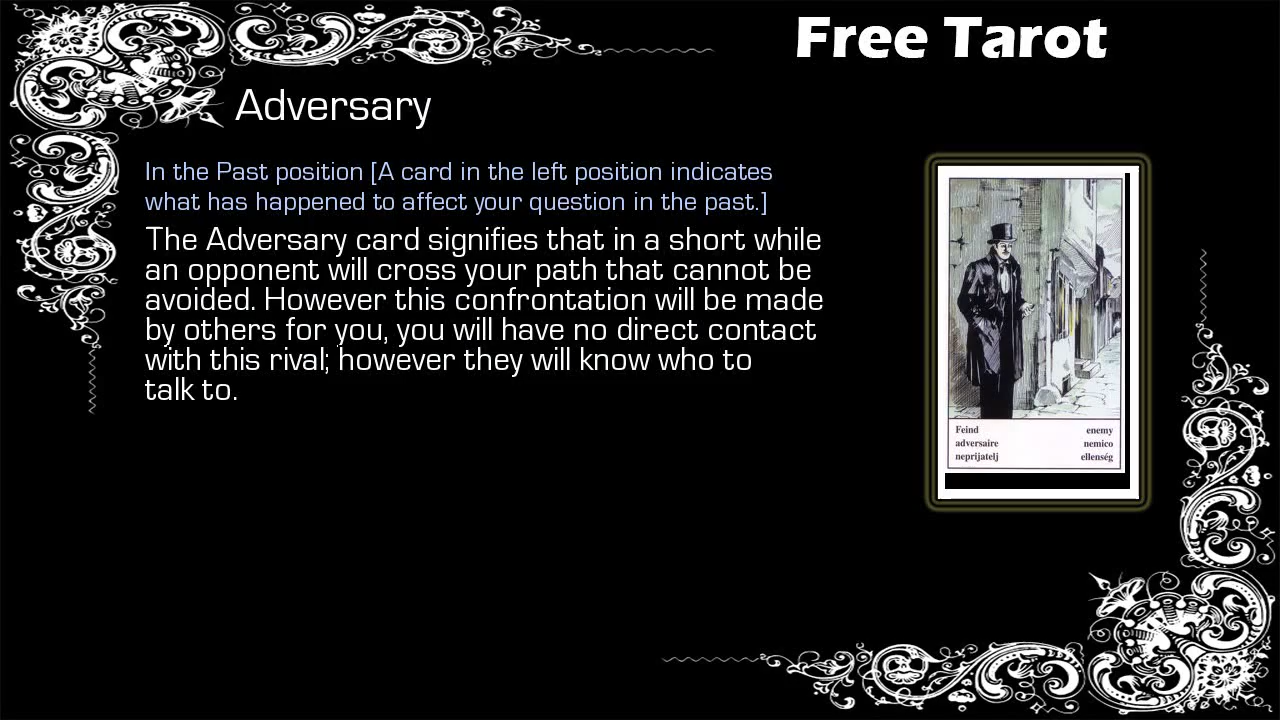 Free Tarot
Adversary
In the Past position [A card in the left position indicates
what has happened to affect your question in the past.]
The Adversary card signifies that in a short while
an opponent will cross your path that cannot be
avoided. However this confrontation will be made
by others for you, you will have no direct contact
with this rival; however they will know who to
talk to.
Feind enemy
adversaire nemico
neprijatelj ellenség